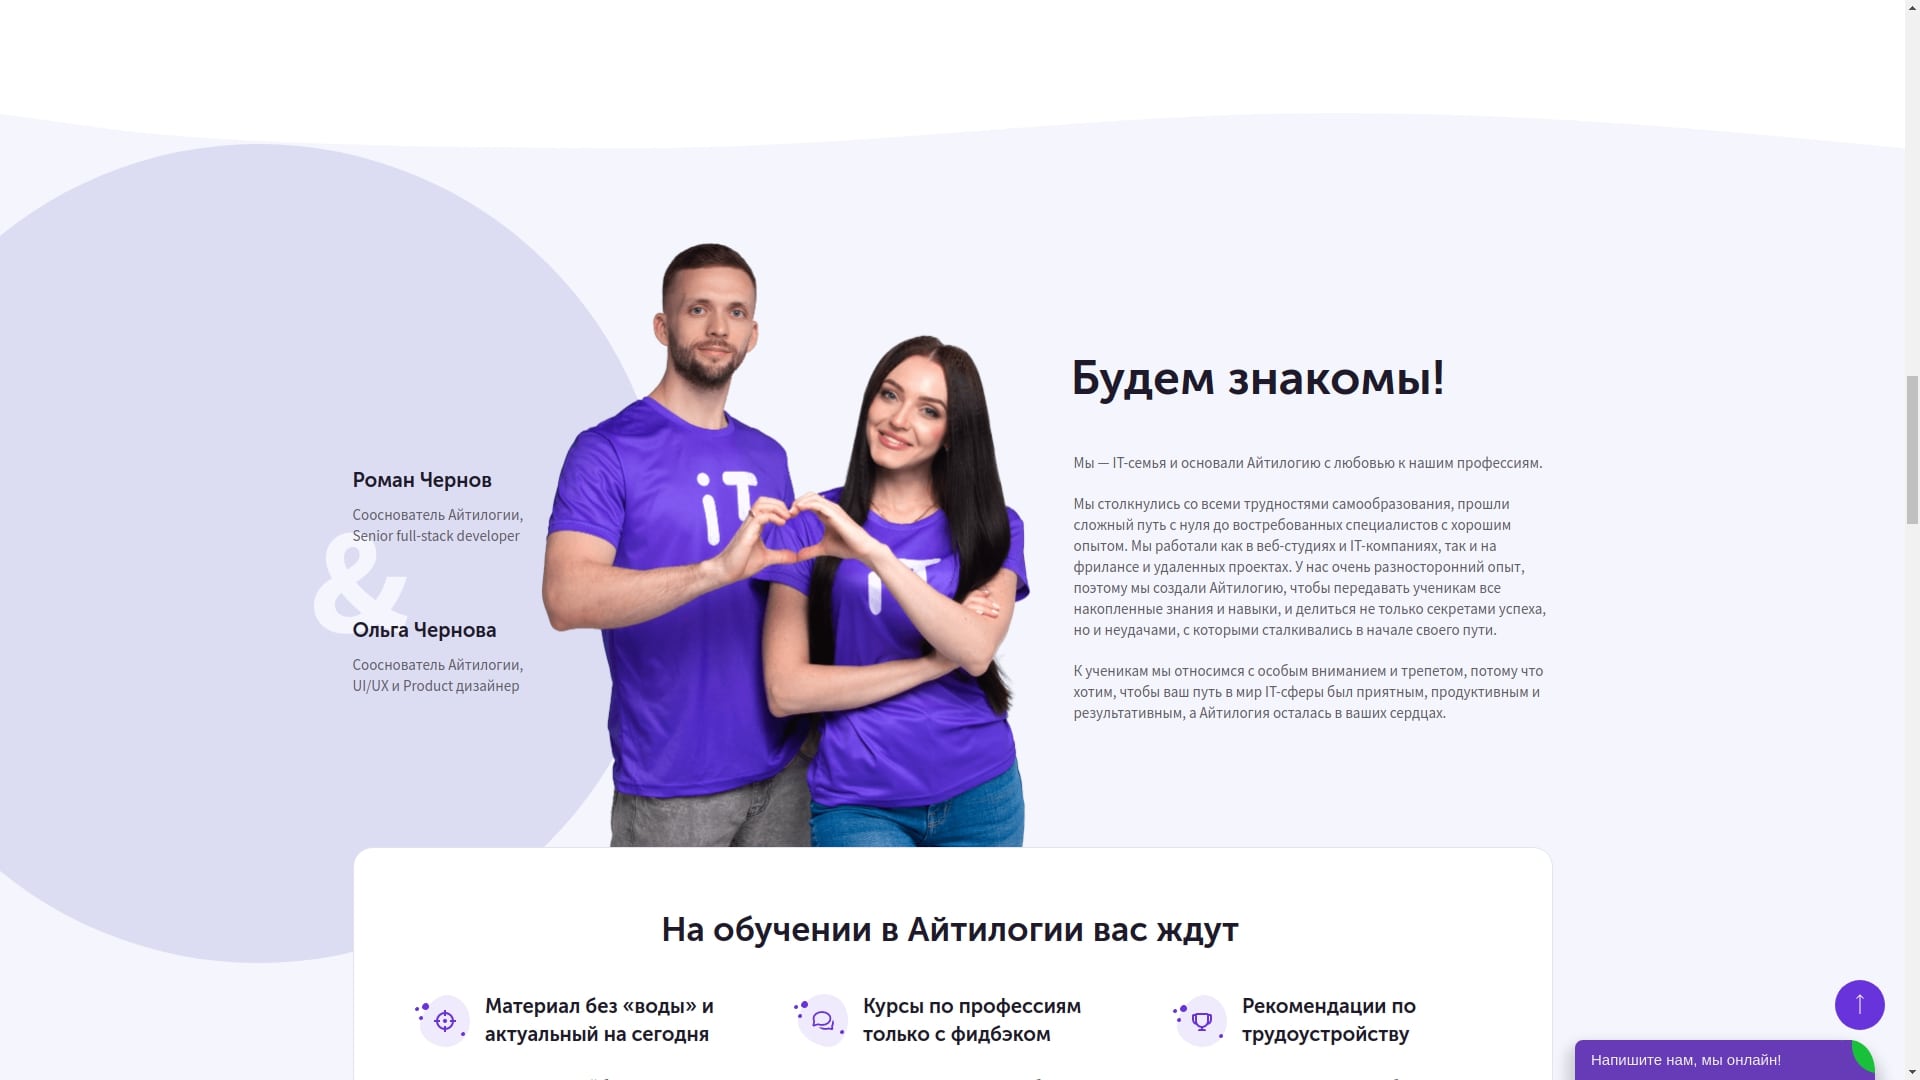 Будем знакомы!
Роман Чернов
Сооснователь Айтилогии,
Senior full-stack developer
&
Ольга Чернова
Сооснователь Айтилогии,
UI/UX и Product дизайнер
iT
iT
Мы — IT-семья и основали Айтилогию с любовью к нашим профессиям.
Мы столкнулись со всеми трудностями самообразования, прошли
сложный путь с нуля до востребованных специалистов с хорошим
опытом. Мы работали как в веб-студиях и IT-компаниях, так и на
фрилансе и удаленных проектах. У нас очень разносторонний опыт,
поэтому мы создали Айтилогию, чтобы передавать ученикам все
накопленные знания и навыки, и делиться не только секретами успеха,
но и неудачами, с которыми сталкивались в начале своего пути.
К ученикам мы относимся с особым вниманием и трепетом, потому что
хотим, чтобы ваш путь в мир IT-сферы был приятным, продуктивным и
результативным, а Айтилогия осталась в ваших сердцах.
На обучении в Айтилогии вас ждут
Материал без «воды» и
актуальный на сегодня
Курсы по профессиям
только с фидбэком
Рекомендации по
трудоустройству
Напишите нам, мы онлайн!